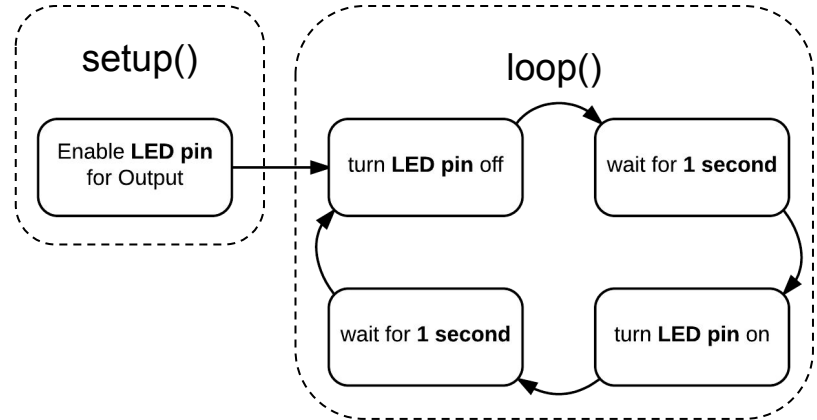 setup()
Enable LED pin
for Output
loop()
turn LED pin off
wait for 1 second
turn LED pin on
wait for 1 second